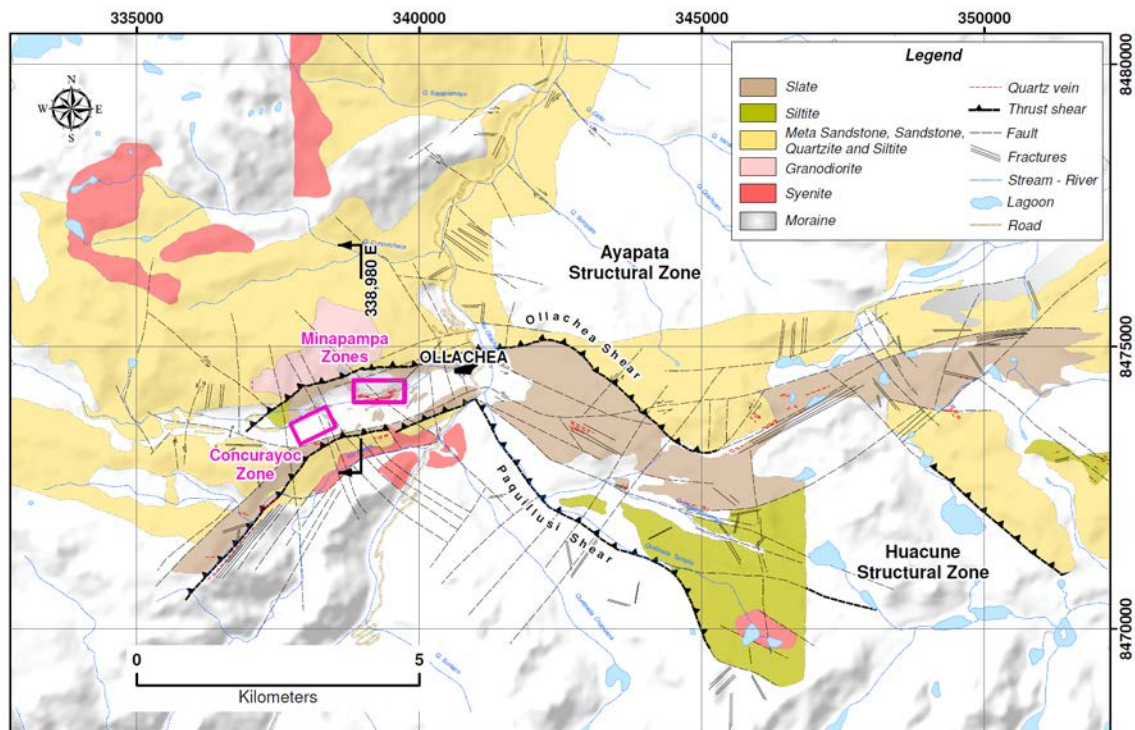 335000
340000
345000
350000
8480000
8475000
8470000
N
W
E
S
Legend
Slate
Siltite
Meta Sandstone, Sandstone,
Quartzite and Siltite
Granodiorite
Syenite
Moraine
Quartz vein
Thrust shear
Fault
Fractures
Stream - River
Lagoon
Road
Ayapata
Structural Zone
338,980 E
Minapampa
Zones
OLLACHEA
Ollachea Shear
Concurayoc
Zone
Paquillusi Shear
Huacune
Structural Zone
0
5
Kilometers